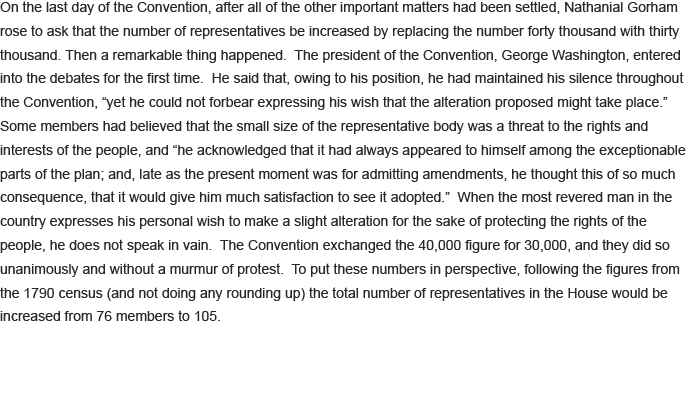 On the last day of the Convention, after all of the other important matters had been settled, Nathanial Gorham
rose to ask that the number of representatives be increased by replacing the number forty thousand with thirty
thousand. Then a remarkable thing happened.  The president of the Convention, George Washington, entered
into the debates for the first time.  He said that, owing to his position, he had maintained his silence throughout
the Convention, “yet he could not forbear expressing his wish that the alteration proposed might take place.”
Some members had believed that the small size of the representative body was a threat to the rights and
interests of the people, and “he acknowledged that it had always appeared to himself among the exceptionable
parts of the plan; and, late as the present moment was for admitting amendments, he thought this of so much
consequence, that it would give him much satisfaction to see it adopted.”  When the most revered man in the
country expresses his personal wish to make a slight alteration for the sake of protecting the rights of the
people, he does not speak in vain.  The Convention exchanged the 40,000 figure for 30,000, and they did so
unanimously and without a murmur of protest.  To put these numbers in perspective, following the figures from
the 1790 census (and not doing any rounding up) the total number of representatives in the House would be
increased from 76 members to 105.